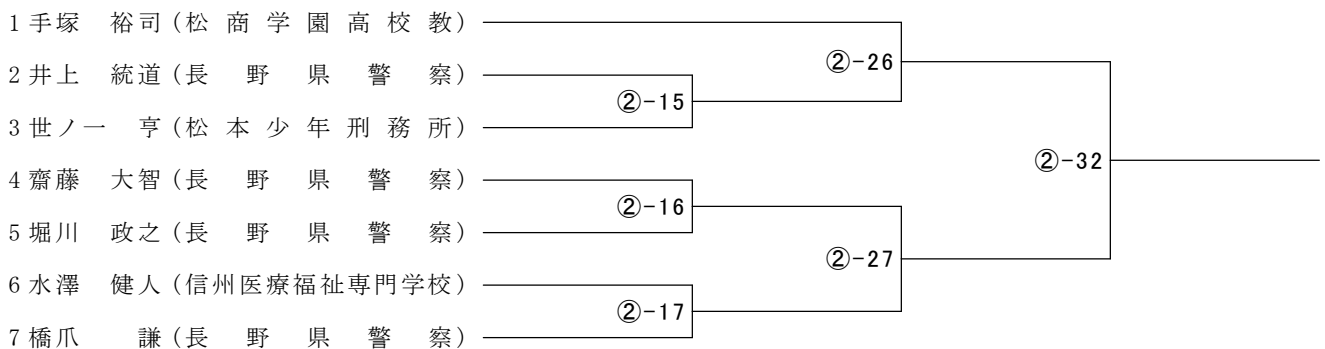 1 手塚　裕司 (松商学園高校教)
②-26
2 井上　統道 (長野県警察)
②-15
3 世ノ一　亨 (松本少年刑務所)
②-32
4 齋藤　大智 (長野県警察)
②-16
5 堀川　政之 (長野県警察)
②-27
6 水澤　健人 (信州医療福祉専門学校)
②-17
7 橋爪　謙 (長野県警察)